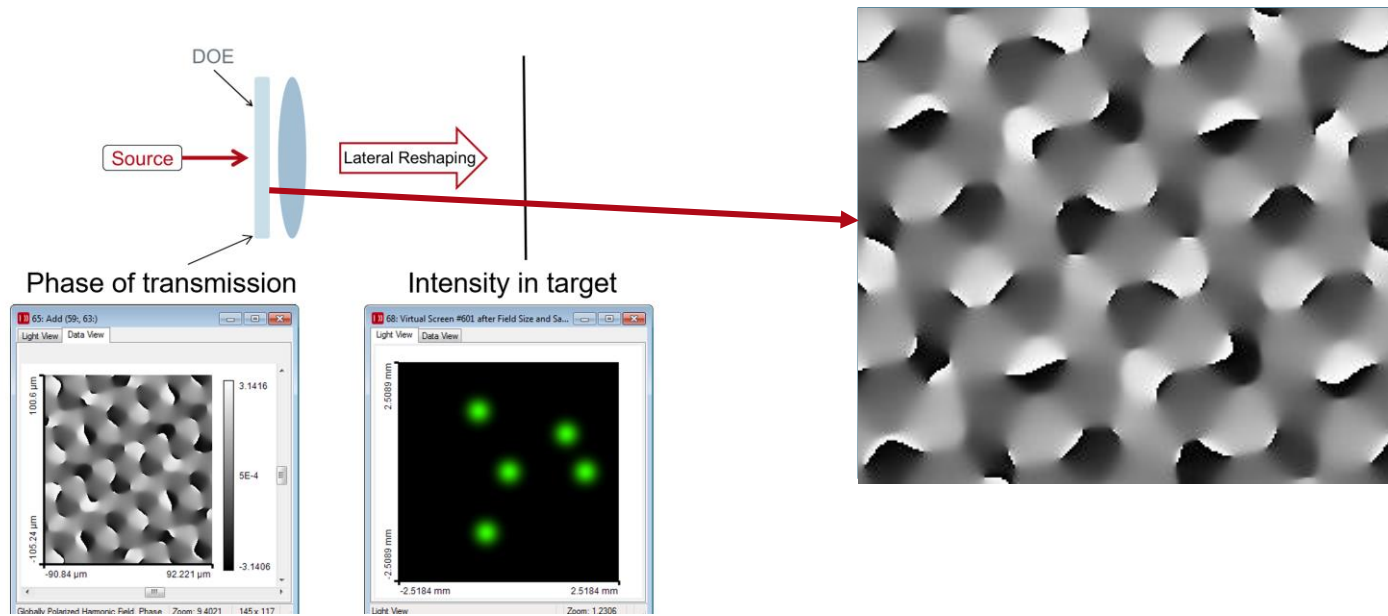 DOE
Source
Lateral Reshaping
Phase of transmission
Intensity in target
65: Add (59:, 63:)
Light View Data View
100.6 µm
-105.24 µm
3.1416
5E-4
-3.1406
-90.84 µm 92.221 µm
Globally Polarized Harmonic Field, Phase Zoom: 9.4021 145 x 117
68: Virtual Screen #601 after Field Size and Sa...
Light View Data View
2.5089 mm
-2.5089 mm
-2.5184 mm 2.5184 mm
Light View Zoom: 1.2306